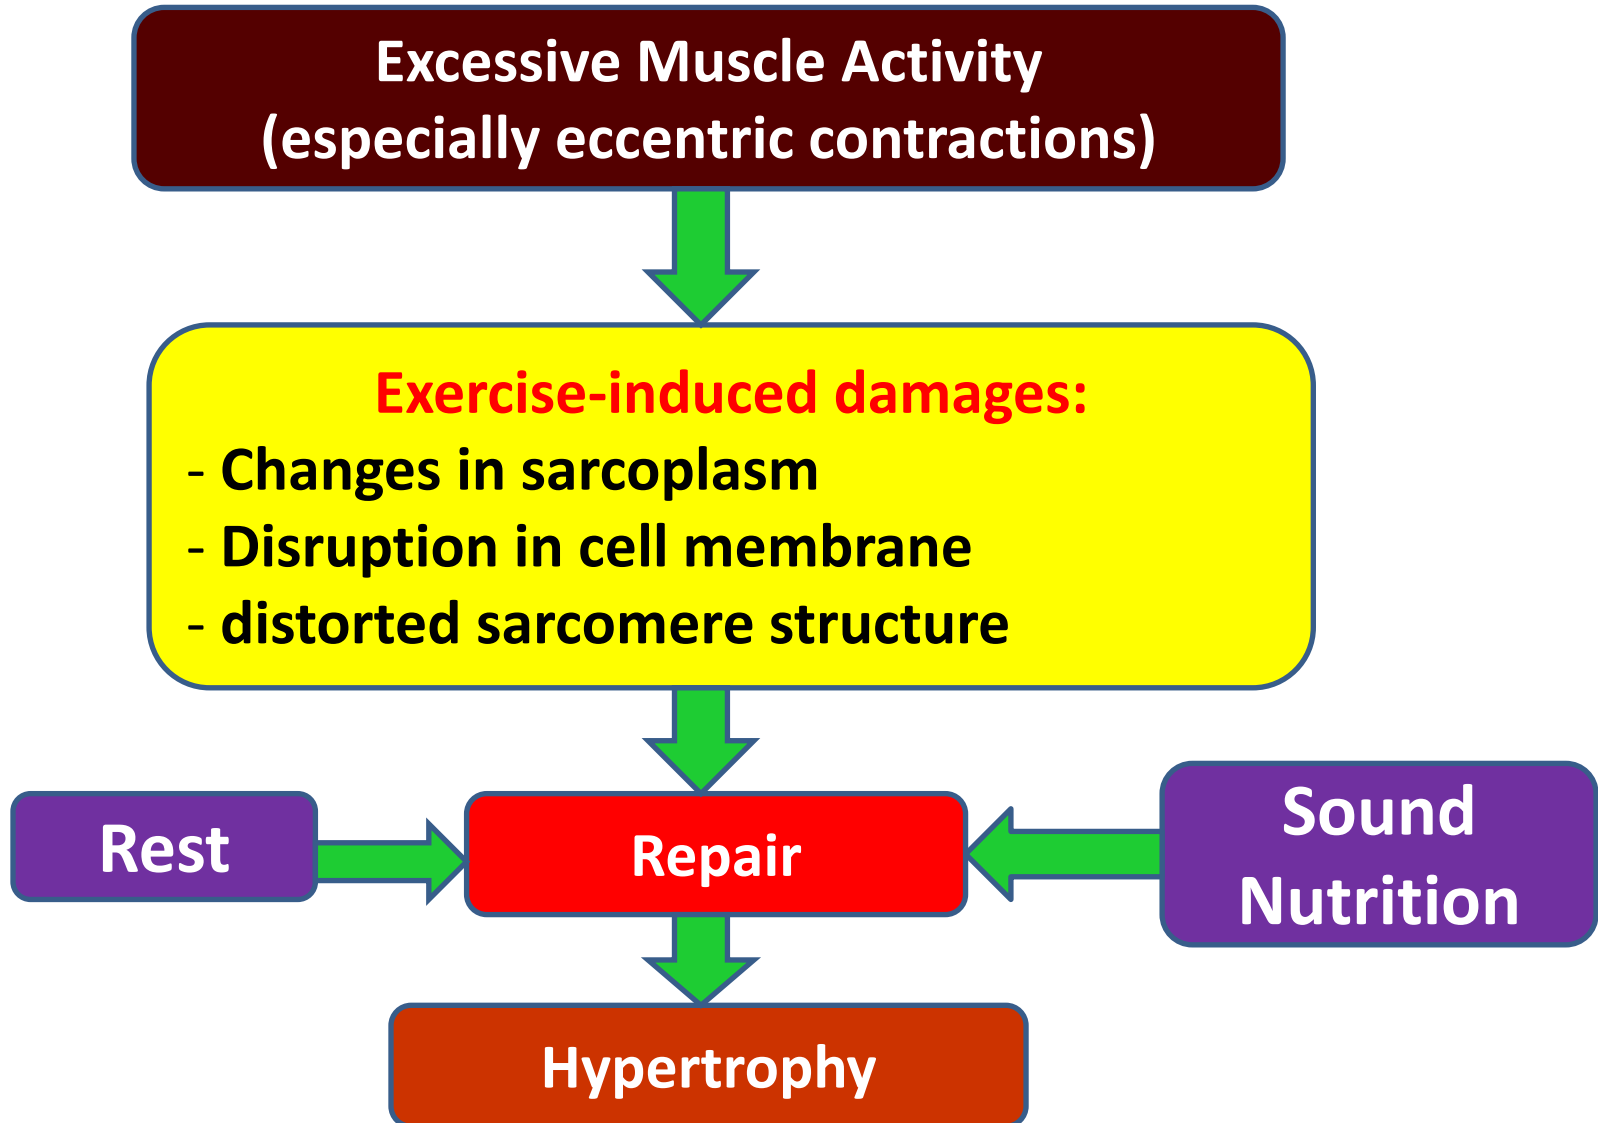 Excessive Muscle Activity
(especially eccentric contractions)
Exercise-induced damages:
- Changes in sarcoplasm
- Disruption in cell membrane
- distorted sarcomere structure
Rest
Repair
Sound
Nutrition
Hypertrophy